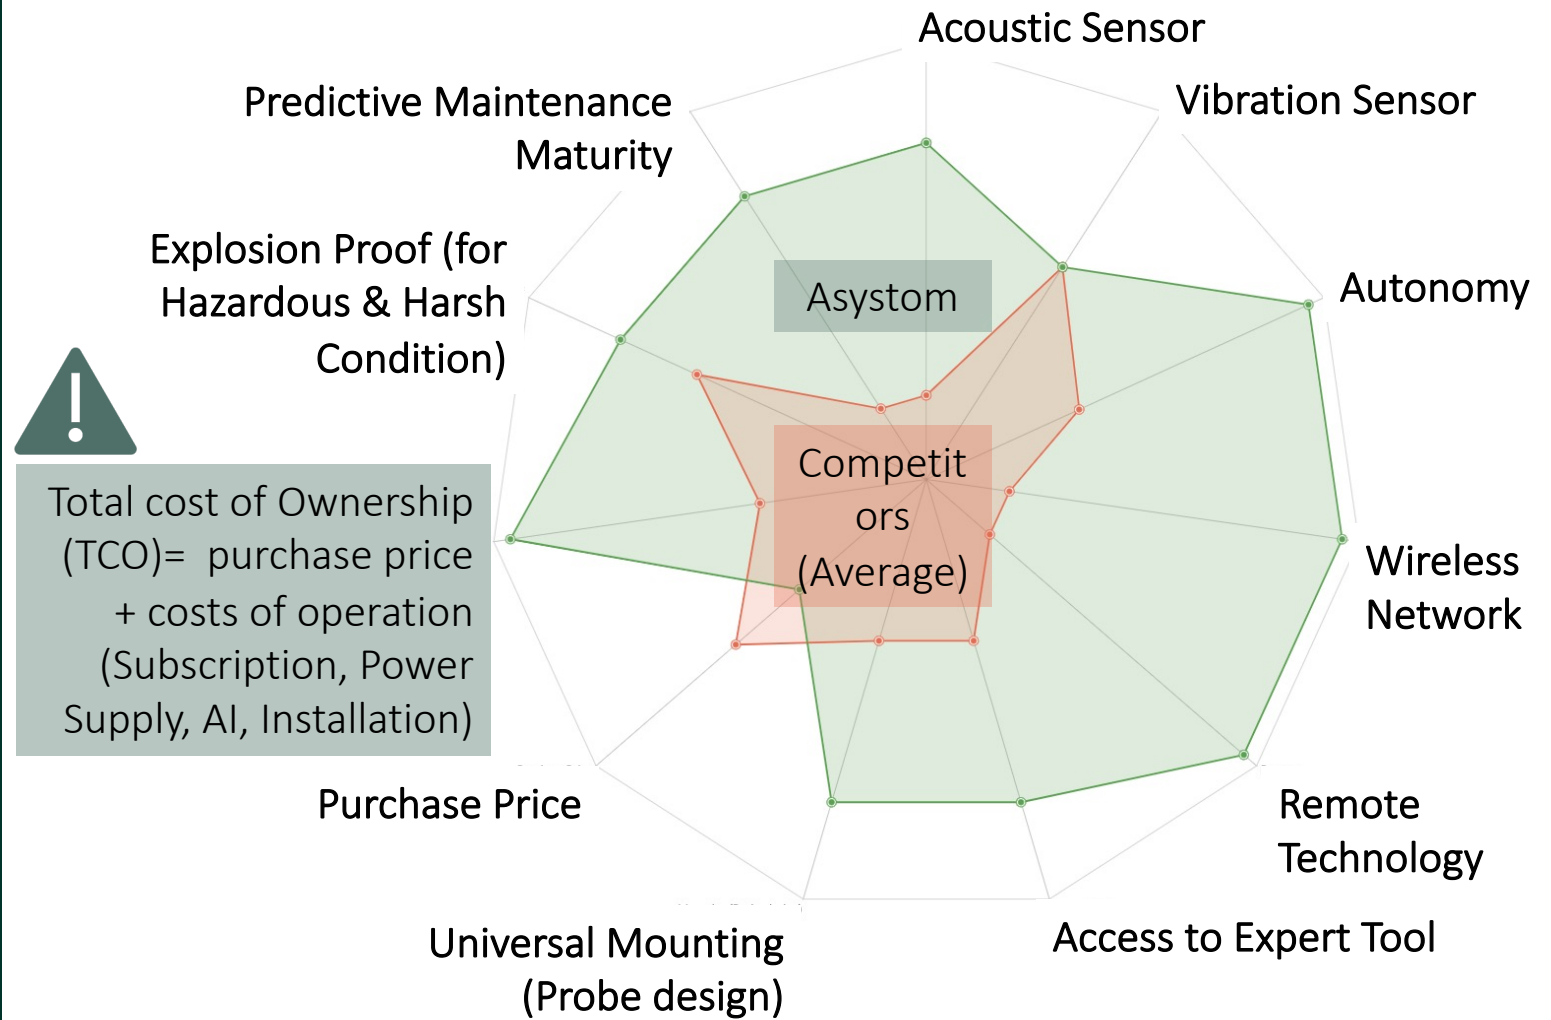 Acoustic Sensor
Predictive Maintenance
Maturity
Vibration Sensor
Explosion Proof (for
Hazardous & Harsh
Condition)
Asystom
Autonomy
Competit
ors
(Average)
Total cost of Ownership
(TCO)= purchase price
+ costs of operation
(Subscription, Power
Supply, AI, Installation)
Wireless
Network
Purchase Price
Remote
Technology
Universal Mounting
(Probe design)
Access to Expert Tool